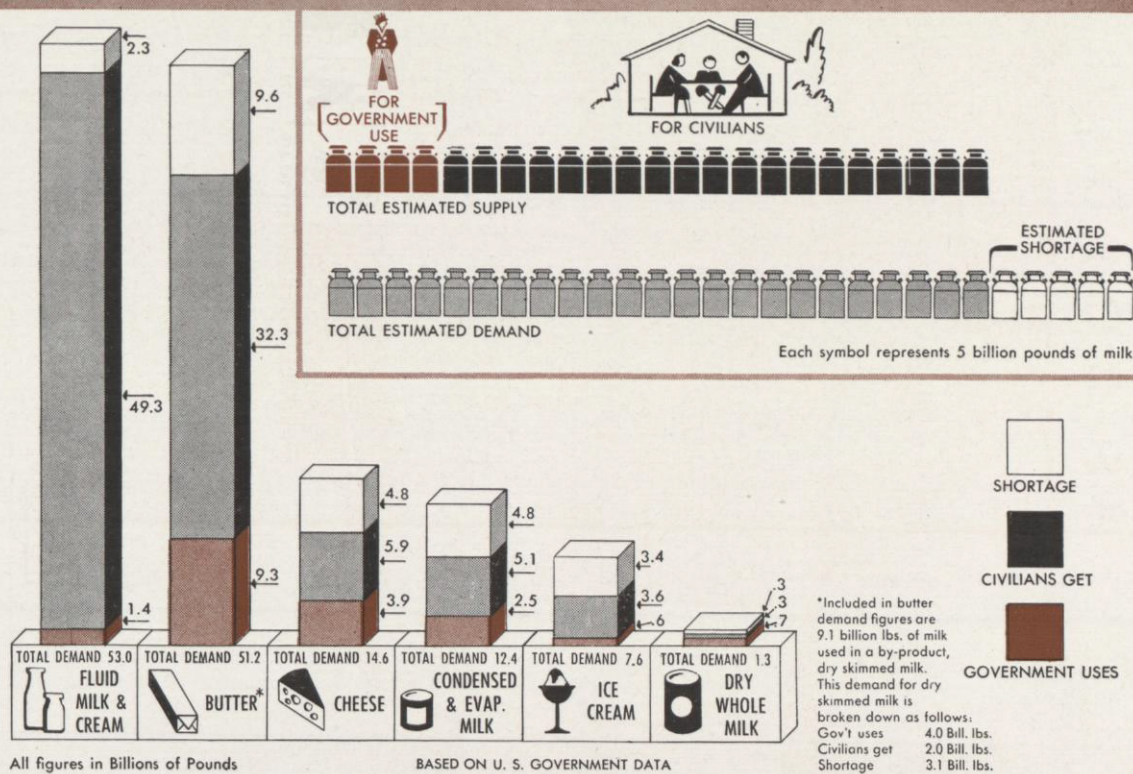 FOR
GOVERNMENT
USE
FOR CIVILIANS
TOTAL ESTIMATED SUPPLY
ESTIMATED
SHORTAGE
TOTAL ESTIMATED DEMAND
Each symbol represents 5 billion pounds of milk
2.3
49.3
1.4
9.6
32.3
9.3
4.8
5.9
3.9
4.8
5.1
2.5
3.4
3.6
.6
.3
.3
.7
TOTAL DEMAND 53.0
FLUID
MILK &
CREAM
TOTAL DEMAND 51.2
BUTTER*
TOTAL DEMAND 14.6
CHEESE
TOTAL DEMAND 12.4
CONDENSED
& EVAP.
MILK
TOTAL DEMAND 7.6
ICE
CREAM
TOTAL DEMAND 1.3
DRY
WHOLE
MILK
SHORTAGE
CIVILIANS GET
GOVERNMENT USES
*Included in butter
demand figures are
9.1 billion lbs. of milk
used in a by-product,
dry skimmed milk.
This demand for dry
skimmed milk is
broken down as follows:
Gov't uses 4.0 Bill. lbs.
Civilians get 2.0 Bill. lbs.
Shortage 3.1 Bill. lbs.
All figures in Billions of Pounds
BASED ON U. S. GOVERNMENT DATA